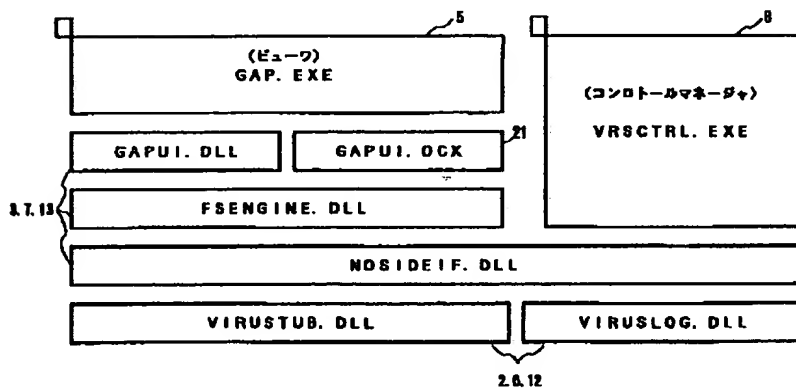 5
8
(ビューワ)
GAP. EXE
(コンロトールマネージャ)
VRSCTRL. EXE
GAPUI. DLL
GAPUI. OCX
21
FSENGINE. DLL
3, 7, 13
NOSIDEIF. DLL
VIRUSTUB. DLL
VIRUSLOG. DLL
2, 6, 12